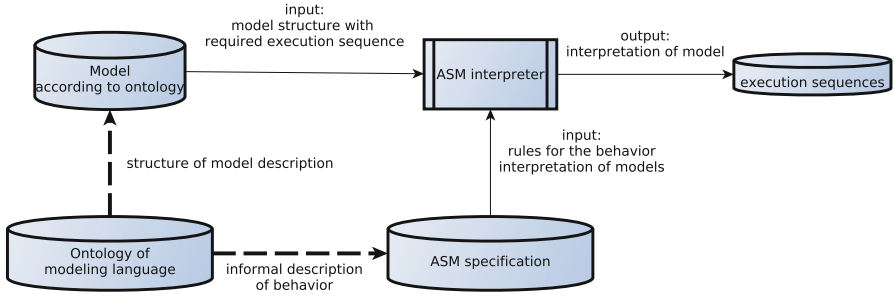 input:
model structure with
required execution sequence
output:
interpretation of model
Model
according to ontology
ASM interpreter
execution sequences
input:
rules for the behavior
interpretation of models
structure of model description
Ontology of
modeling language
informal description
of behavior
ASM specification